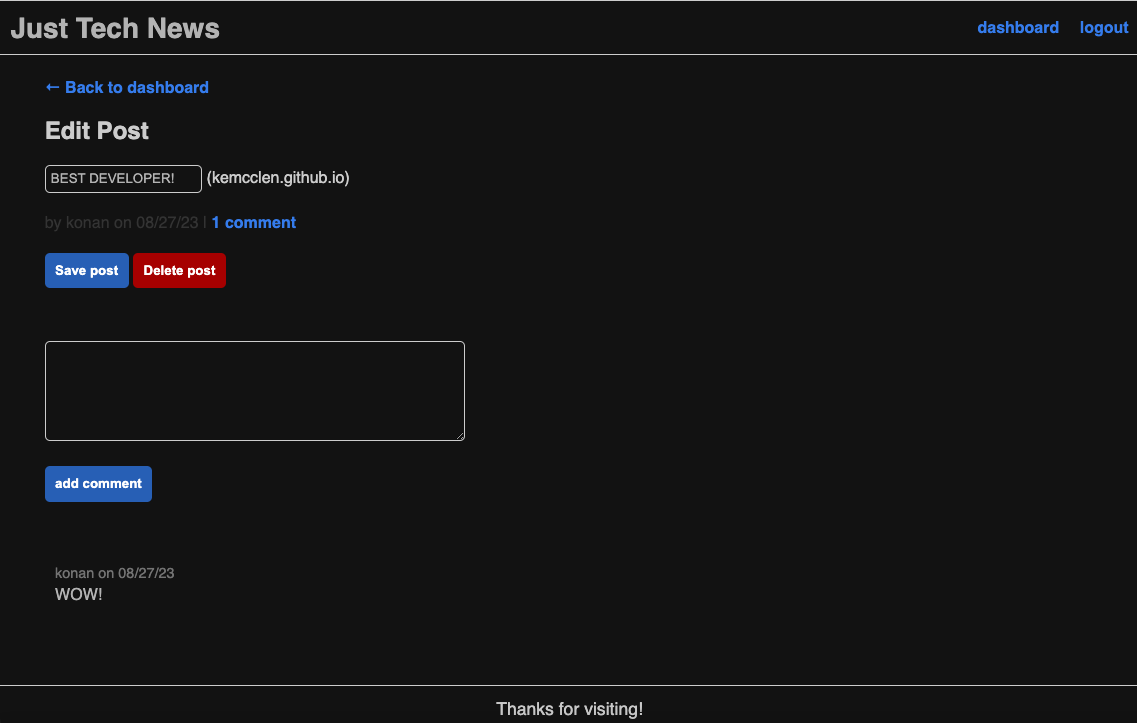 Just Tech News
dashboard logout
← Back to dashboard
Edit Post
BEST DEVELOPER! (kemcclen.github.io)
by konan on 08/27/23 | 1 comment
Save post Delete post
add comment
konan on 08/27/23
WOW!
Thanks for visiting!